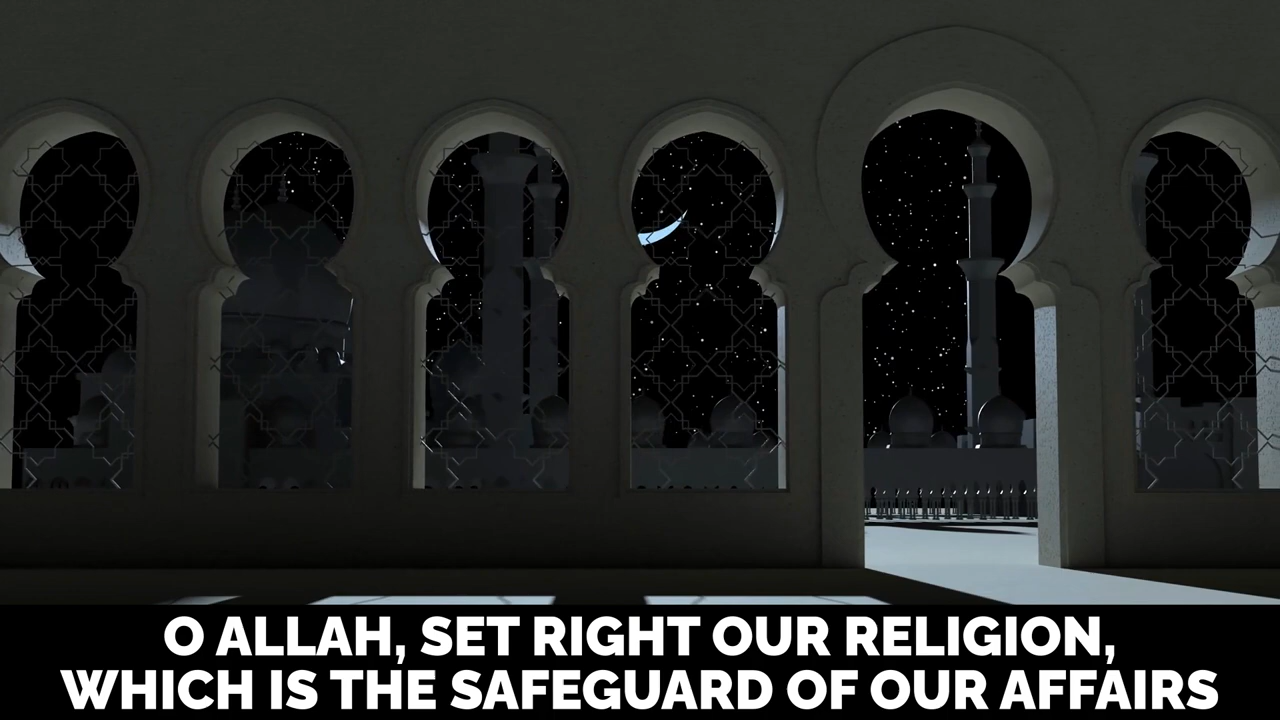 O ALLAH, SET RIGHT OUR RELIGION,
WHICH IS THE SAFEGUARD OF OUR AFFAIRS